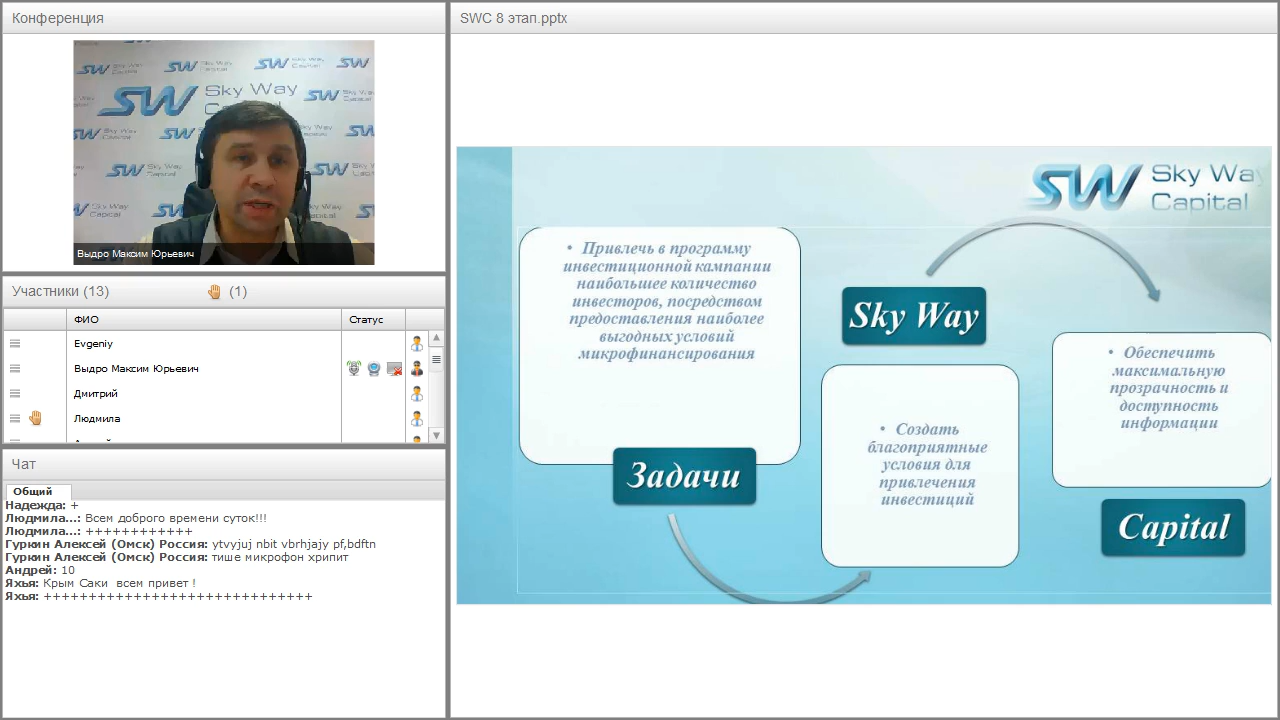 Конференция
SW Sky Way
Capital
Выдро Максим Юрьевич
Участники (13)
(1)
ФИО
Статус
Evgeniy
Выдро Максим Юрьевич
Дмитрий
Людмила
Чат
Общий
Надежда: +
Людмила...: Всем доброго времени суток!!!
Людмила...: ++++++++++++
Гуркин Алексей (Омск) Россия: ytvyjuj nbit vbrhjajy pf,bdftn
Гуркин Алексей (Омск) Россия: тише микрофон хрипит
Андрей: 10
Яхья: Крым Саки всем привет !
Яхья: ++++++++++++++++++++++++++++++
SWC 8 этап.pptx
SW Sky Way
Capital
• Привлечь в программу
инвестиционной кампании
наибольшее количество
инвесторов, посредством
предоставления наиболее
выгодных условий
микрофинансирования
Задачи
Sky Way
• Создать
благоприятные
условия для
привлечения
инвестиций
• Обеспечить
максимальную
прозрачность и
доступность
информации
Capital